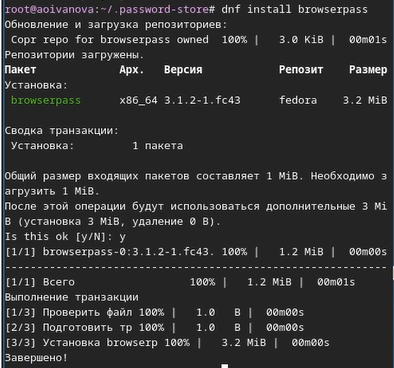 root@aoivanova:~/.password-store# dnf install browserpass
Обновление и загрузка репозиториев:
Copr repo for browserpass owned 100% | 3.0 KiB | 00m01s
Репозитории загружены.
Пакет Арх. Версия Репозит Размер
Установка:
browserpass x86_64 3.1.2-1.fc43 fedora 3.2 MiB
Сводка транзакции:
Установка: 1 пакета
Общий размер входящих пакетов составляет 1 MiB. Необходимо з
агрузить 1 MiB.
После этой операции будут использоваться дополнительные 3 Mi
B (установка 3 MiB, удаление 0 B).
Is this ok [y/N]: y
[1/1] browserpass-0:3.1.2-1.fc43. 100% | 1.2 MiB | 00m00s
------------------------------------------------------------
[1/1] Всего 100% | 1.2 MiB | 00m01s
Выполнение транзакции
[1/3] Проверить файл 100% | 1.0 B | 00m00s
[2/3] Подготовить тр 100% | 1.0 B | 00m00s
[3/3] Установка browserp 100% | 3.2 MiB | 00m00s
Завершено!